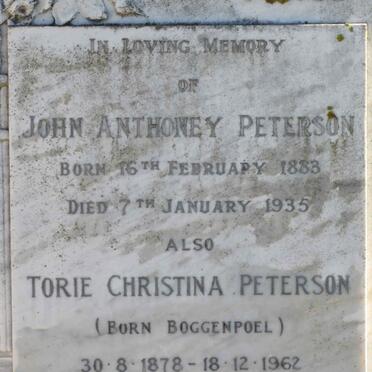 IN LOVING MEMORY
OF
JOHN ANTHONEY PETERSON
BORN 16TH FEBRUARY 1883
DIED 7TH JANUARY 1935
ALSO
TORIE CHRISTINA PETERSON
(BORN BOGGENPOEL)
30·8·1878 - 18·12·1962